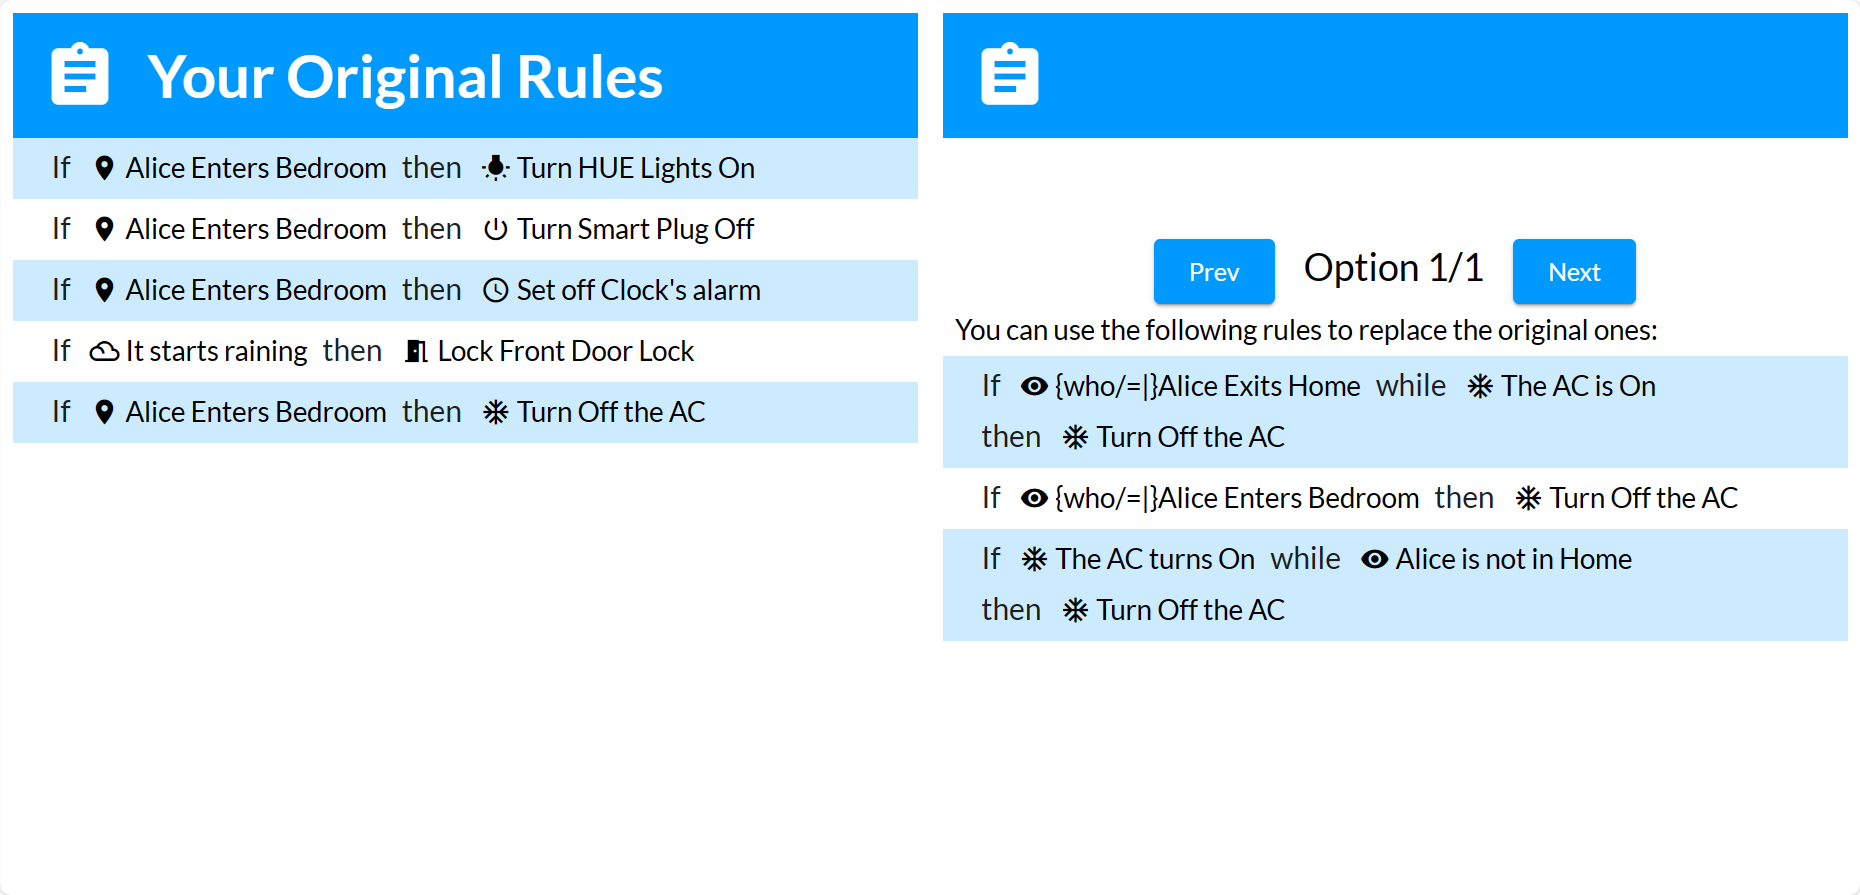 Your Original Rules
If Alice Enters Bedroom then Turn HUE Lights On
If Alice Enters Bedroom then Turn Smart Plug Off
If Alice Enters Bedroom then Set off Clock's alarm
If It starts raining then Lock Front Door Lock
If Alice Enters Bedroom then Turn Off the AC
Prev Option 1/1 Next
You can use the following rules to replace the original ones:
If {who/=|}Alice Exits Home while The AC is On
then Turn Off the AC
If {who/=|}Alice Enters Bedroom then Turn Off the AC
If The AC turns On while Alice is not in Home
then Turn Off the AC